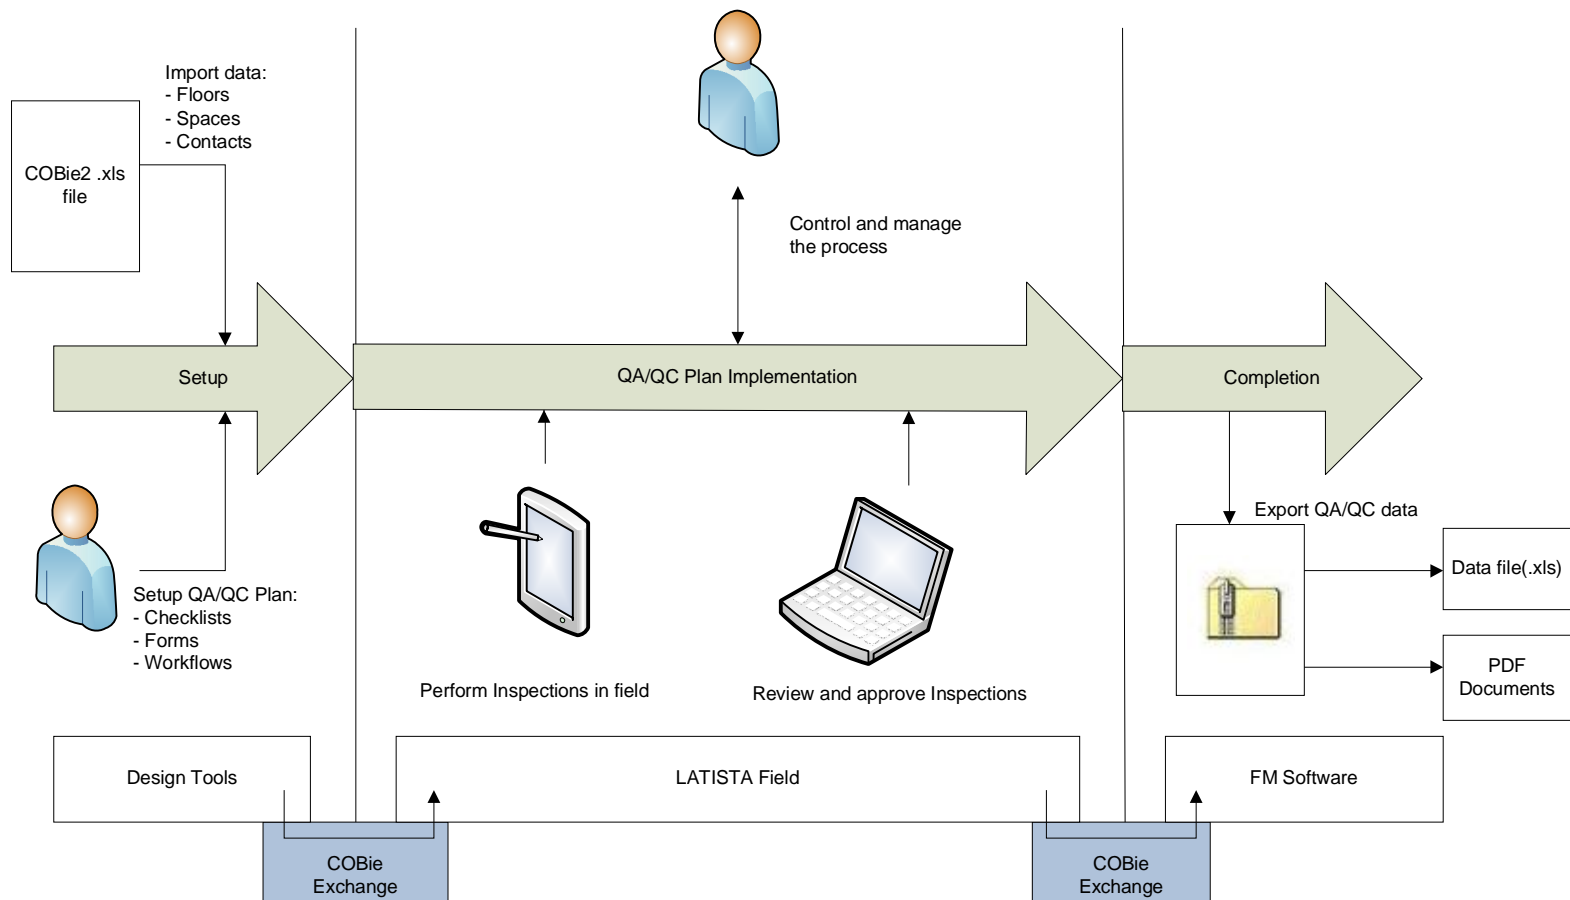 Import data:
- Floors
- Spaces
- Contacts
COBie2 .xls
file
Control and manage
the process
Setup
QA/QC Plan Implementation
Completion
Setup QA/QC Plan:
- Checklists
- Forms
- Workflows
Perform Inspections in field
Review and approve Inspections
Export QA/QC data
Data file(.xls)
PDF
Documents
Design Tools
LATISTA Field
FM Software
COBie
Exchange
COBie
Exchange